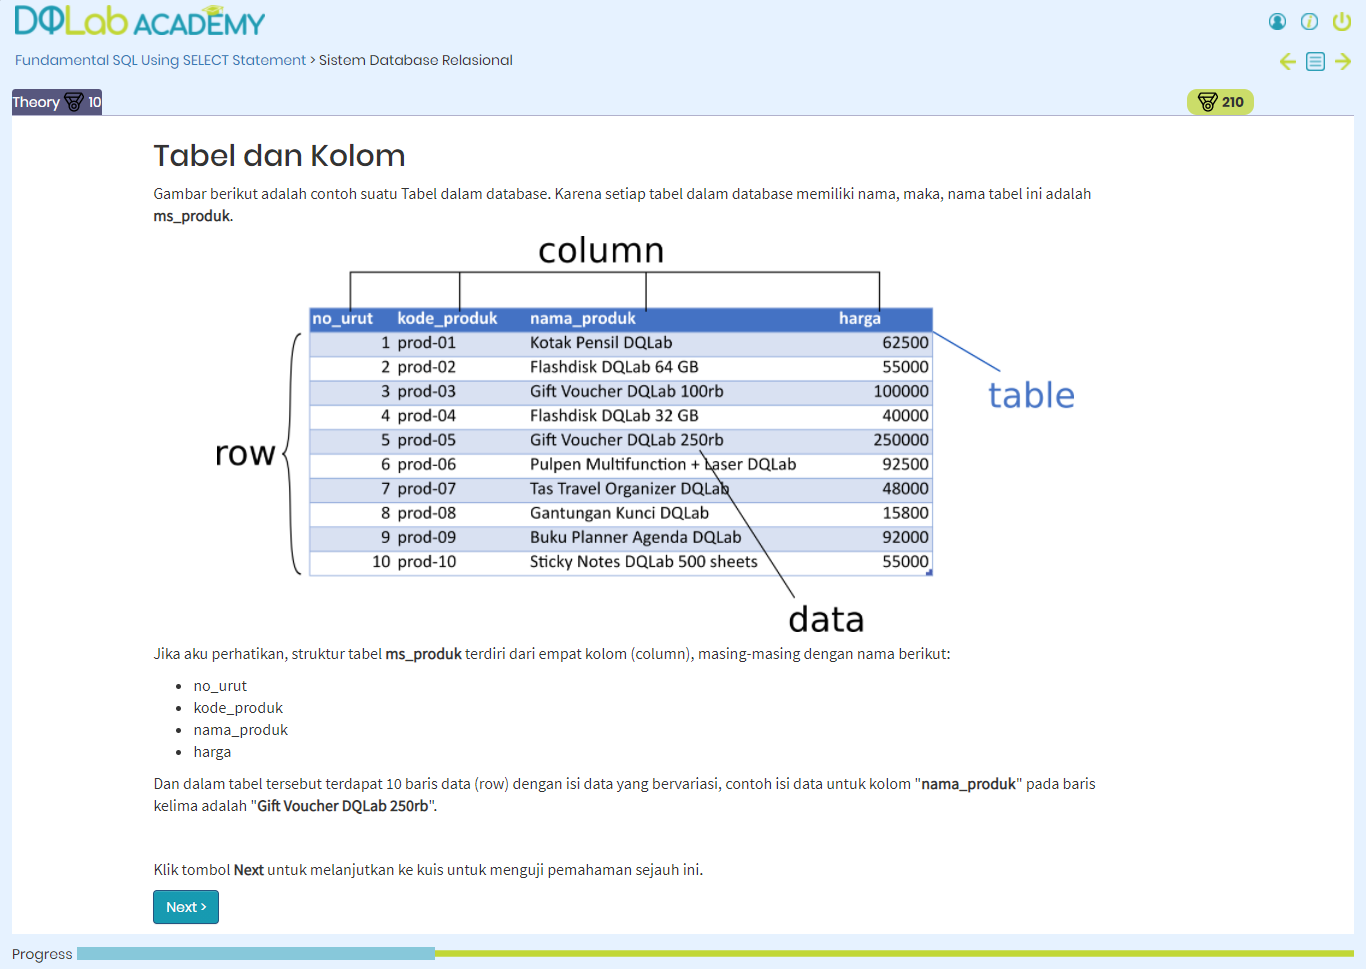 DQLab ACADEMY
Fundamental SQL Using SELECT Statement > Sistem Database Relasional
Theory 10
210
Tabel dan Kolom
Gambar berikut adalah contoh suatu Tabel dalam database. Karena setiap tabel dalam database memiliki nama, maka, nama tabel ini adalah
ms_produk.
column
no_urut kode_produk nama_produk harga
1 prod-01 Kotak Pensil DQLab 62500
2 prod-02 Flashdisk DQLab 64 GB 55000
3 prod-03 Gift Voucher DQLab 100rb 100000
table
4 prod-04 Flashdisk DQLab 32 GB 40000
5 prod-05 Gift Voucher DQLab 250rb 250000
row
6 prod-06 Pulpen Multifunction + Laser DQLab 92500
7 prod-07 Tas Travel Organizer DQLab 48000
8 prod-08 Gantungan Kunci DQLab 15800
9 prod-09 Buku Planner Agenda DQLab 92000
10 prod-10 Sticky Notes DQLab 500 sheets 55000
data
Jika aku perhatikan, struktur tabel ms_produk terdiri dari empat kolom (column), masing-masing dengan nama berikut:
• no_urut
• kode_produk
• nama_produk
• harga
Dan dalam tabel tersebut terdapat 10 baris data (row) dengan isi data yang bervariasi, contoh isi data untuk kolom "nama_produk" pada baris
kelima adalah "Gift Voucher DQLab 250rb".
Klik tombol Next untuk melanjutkan ke kuis untuk menguji pemahaman sejauh ini.
Next >
Progress